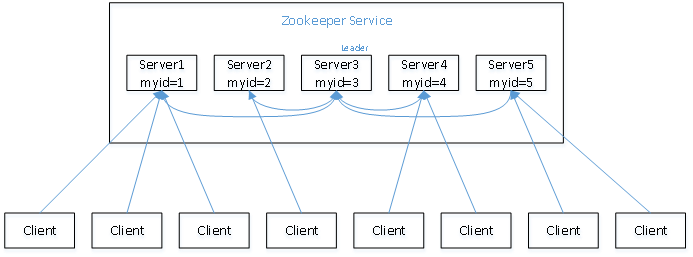 Zookeeper Service
Leader
Server1
myid=1
Server2
myid=2
Server3
myid=3
Server4
myid=4
Server5
myid=5
Client
Client
Client
Client
Client
Client
Client
Client